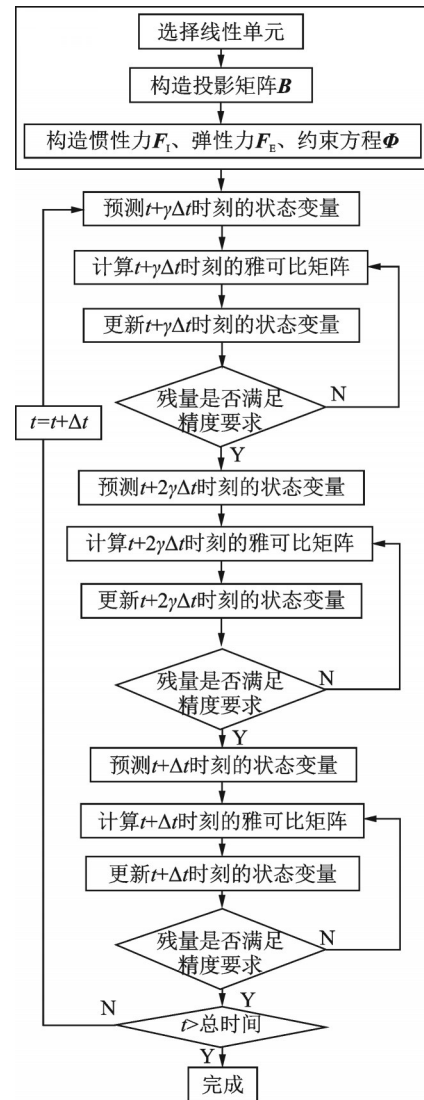 选择线性单元
构造投影矩阵B
构造惯性力F_I、弹性力F_E、约束方程Φ
预测t+γΔt时刻的状态变量
计算t+γΔt时刻的雅可比矩阵
更新t+γΔt时刻的状态变量
残量是否满足
精度要求
N
Y
t=t+Δt
预测t+2γΔt时刻的状态变量
计算t+2γΔt时刻的雅可比矩阵
更新t+2γΔt时刻的状态变量
残量是否满足
精度要求
N
Y
预测t+Δt时刻的状态变量
计算t+Δt时刻的雅可比矩阵
更新t+Δt时刻的状态变量
残量是否满足
精度要求
N
Y
N
t>总时间
Y
完成